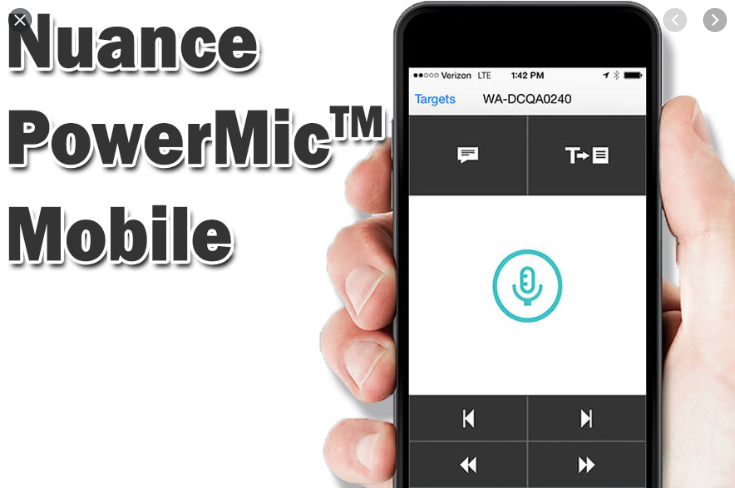 Nuance
PowerMic™
Mobile
Verizon LTE 1:42 PM
Targets WA-DCQA0240
T